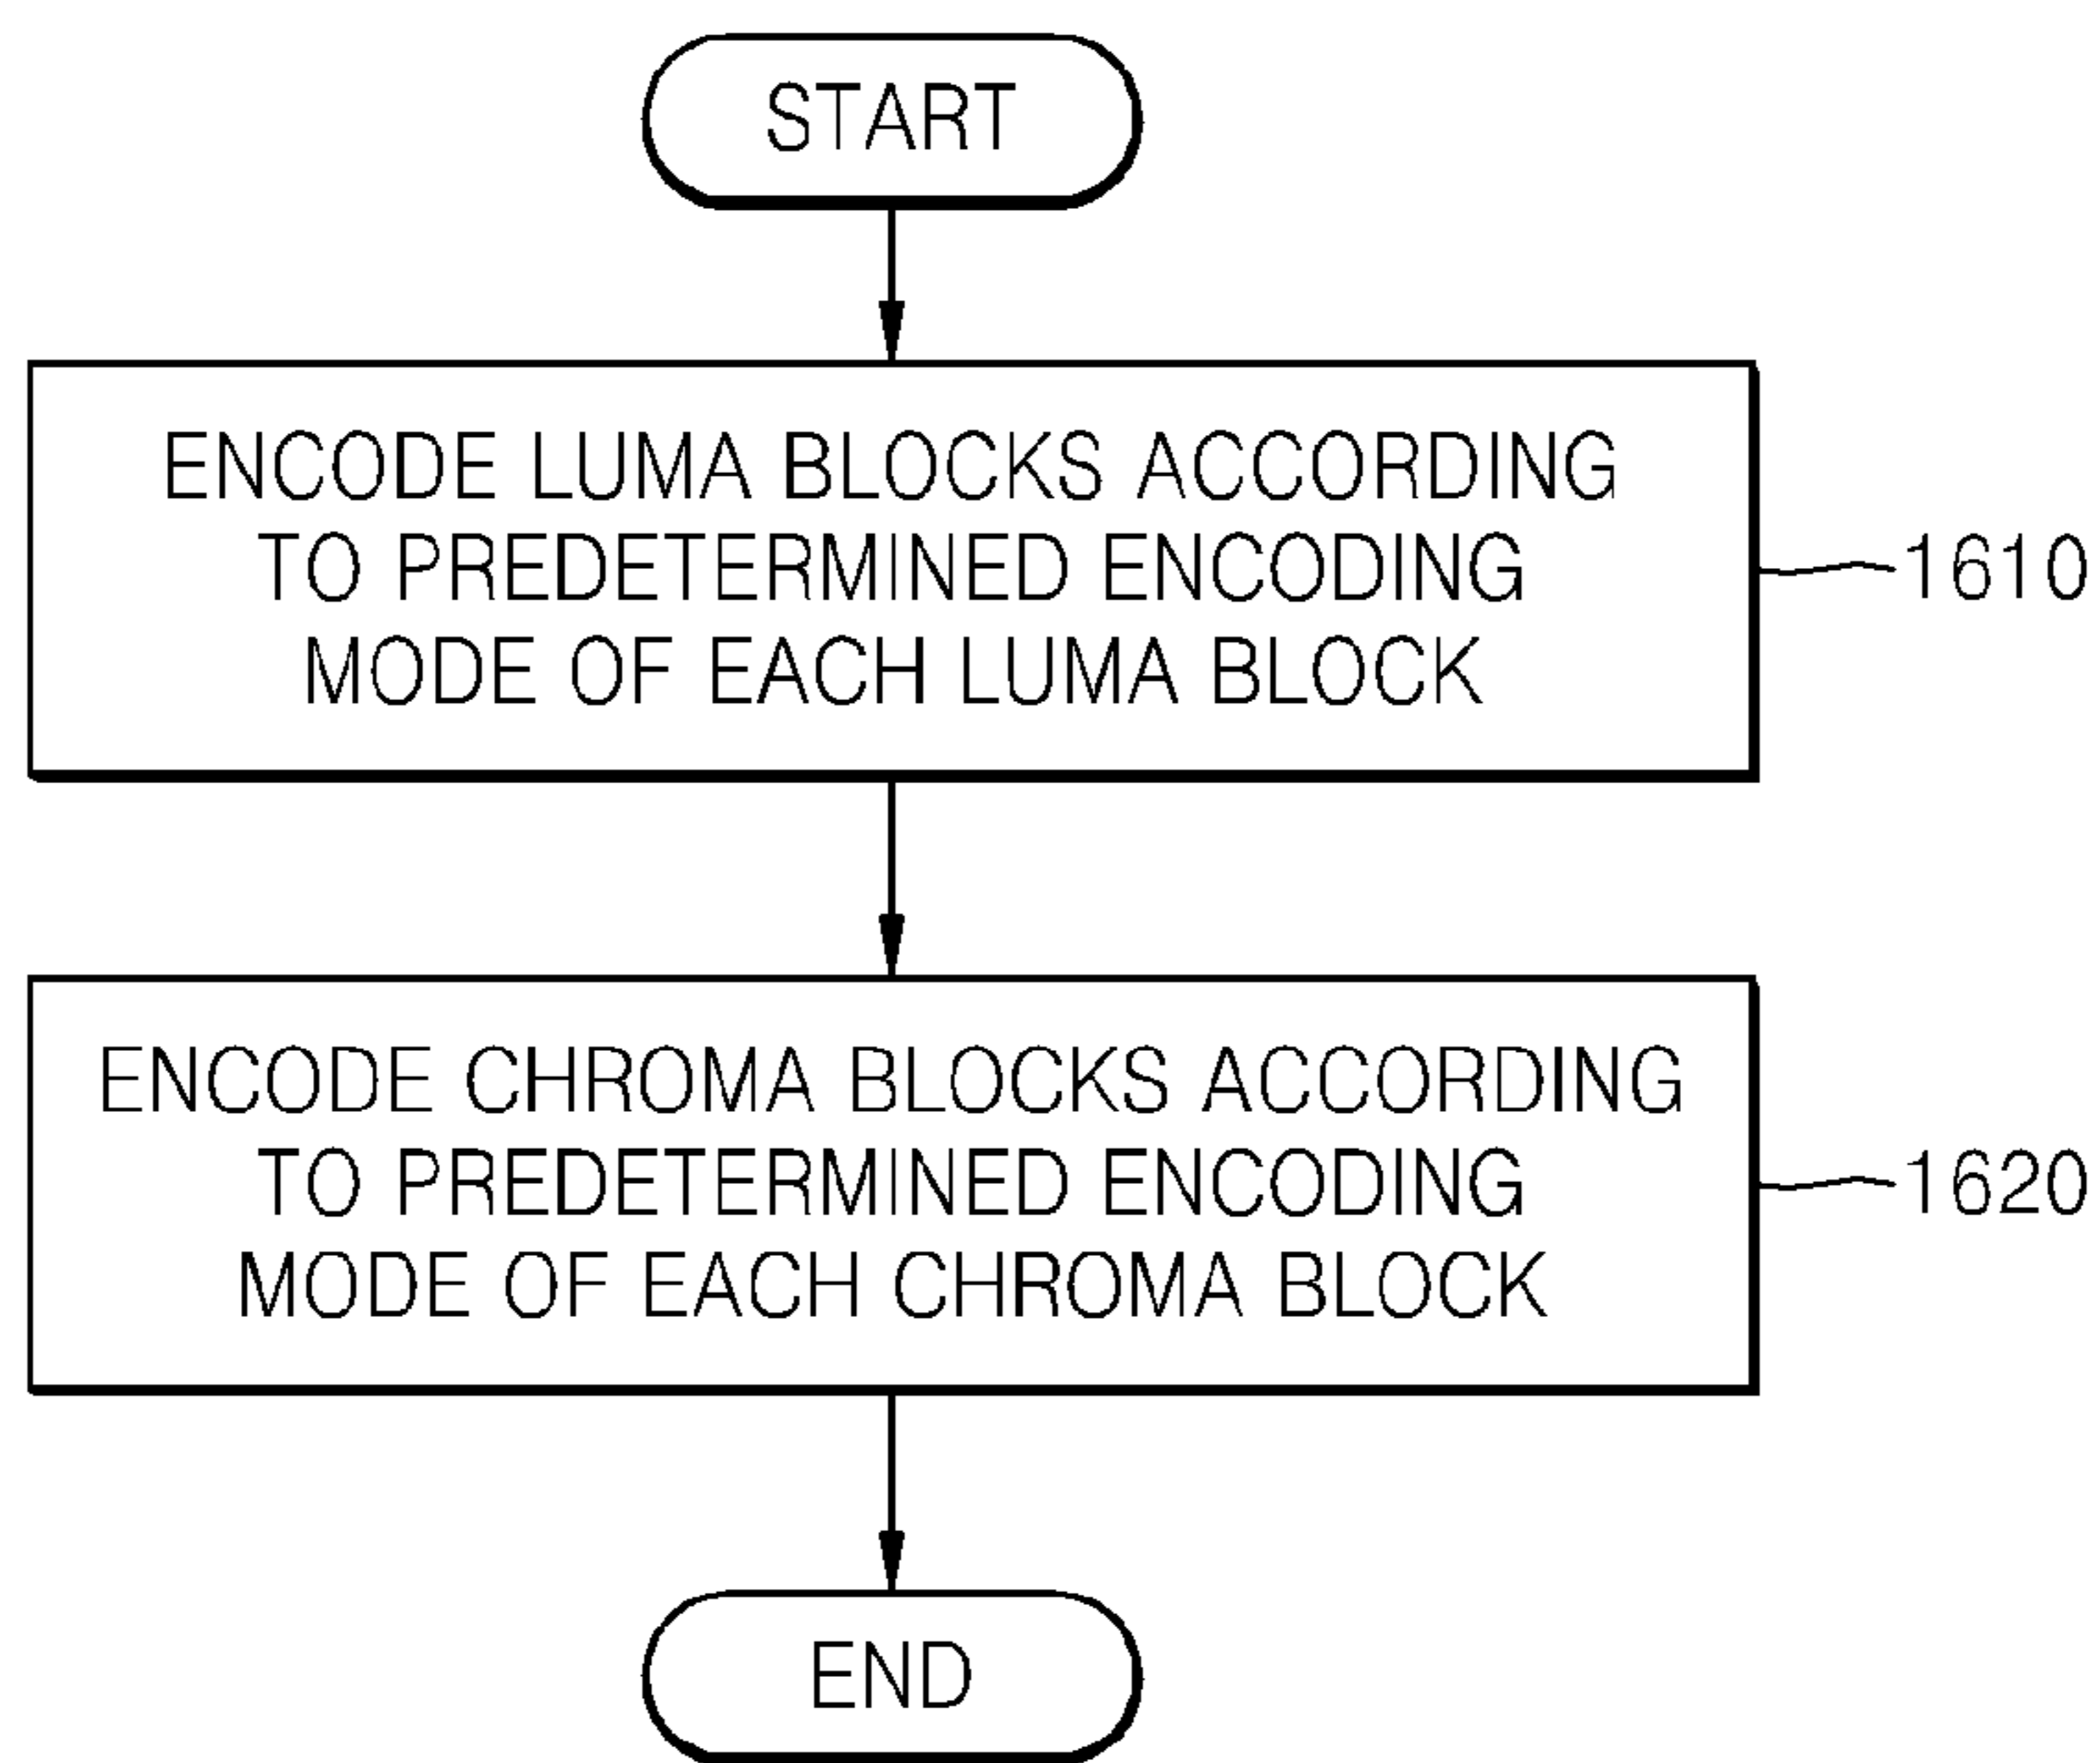 START
ENCODE LUMA BLOCKS ACCORDING
TO PREDETERMINED ENCODING
MODE OF EACH LUMA BLOCK
1610
ENCODE CHROMA BLOCKS ACCORDING
TO PREDETERMINED ENCODING
MODE OF EACH CHROMA BLOCK
1620
END